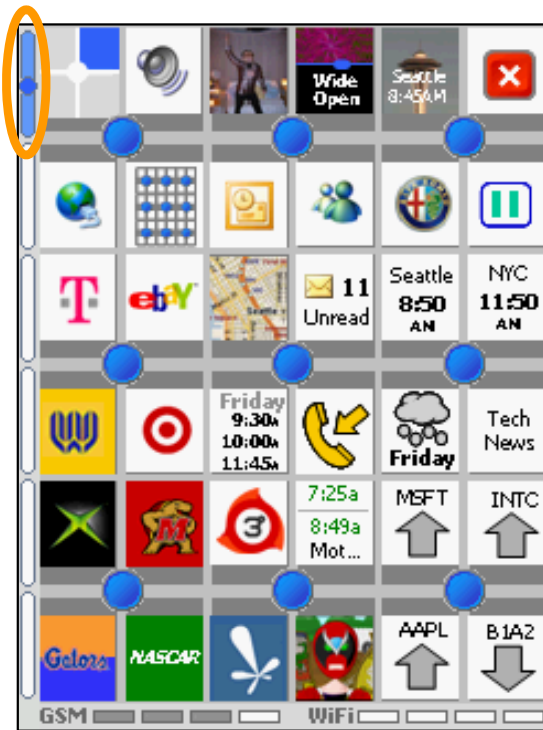 Wide
Open
Seattle
8:45AM
T
ebY
11
Unread
Seattle
8:50
AM
NYC
11:50
AM
W
Friday
9:30A
10:00A
11:45A
Friday
Tech
News
M
3
7:25a
8:49a
Mot...
MSFT
INTC
Gators
NASCAR
AAPL
B1A2
GSM
WiFi